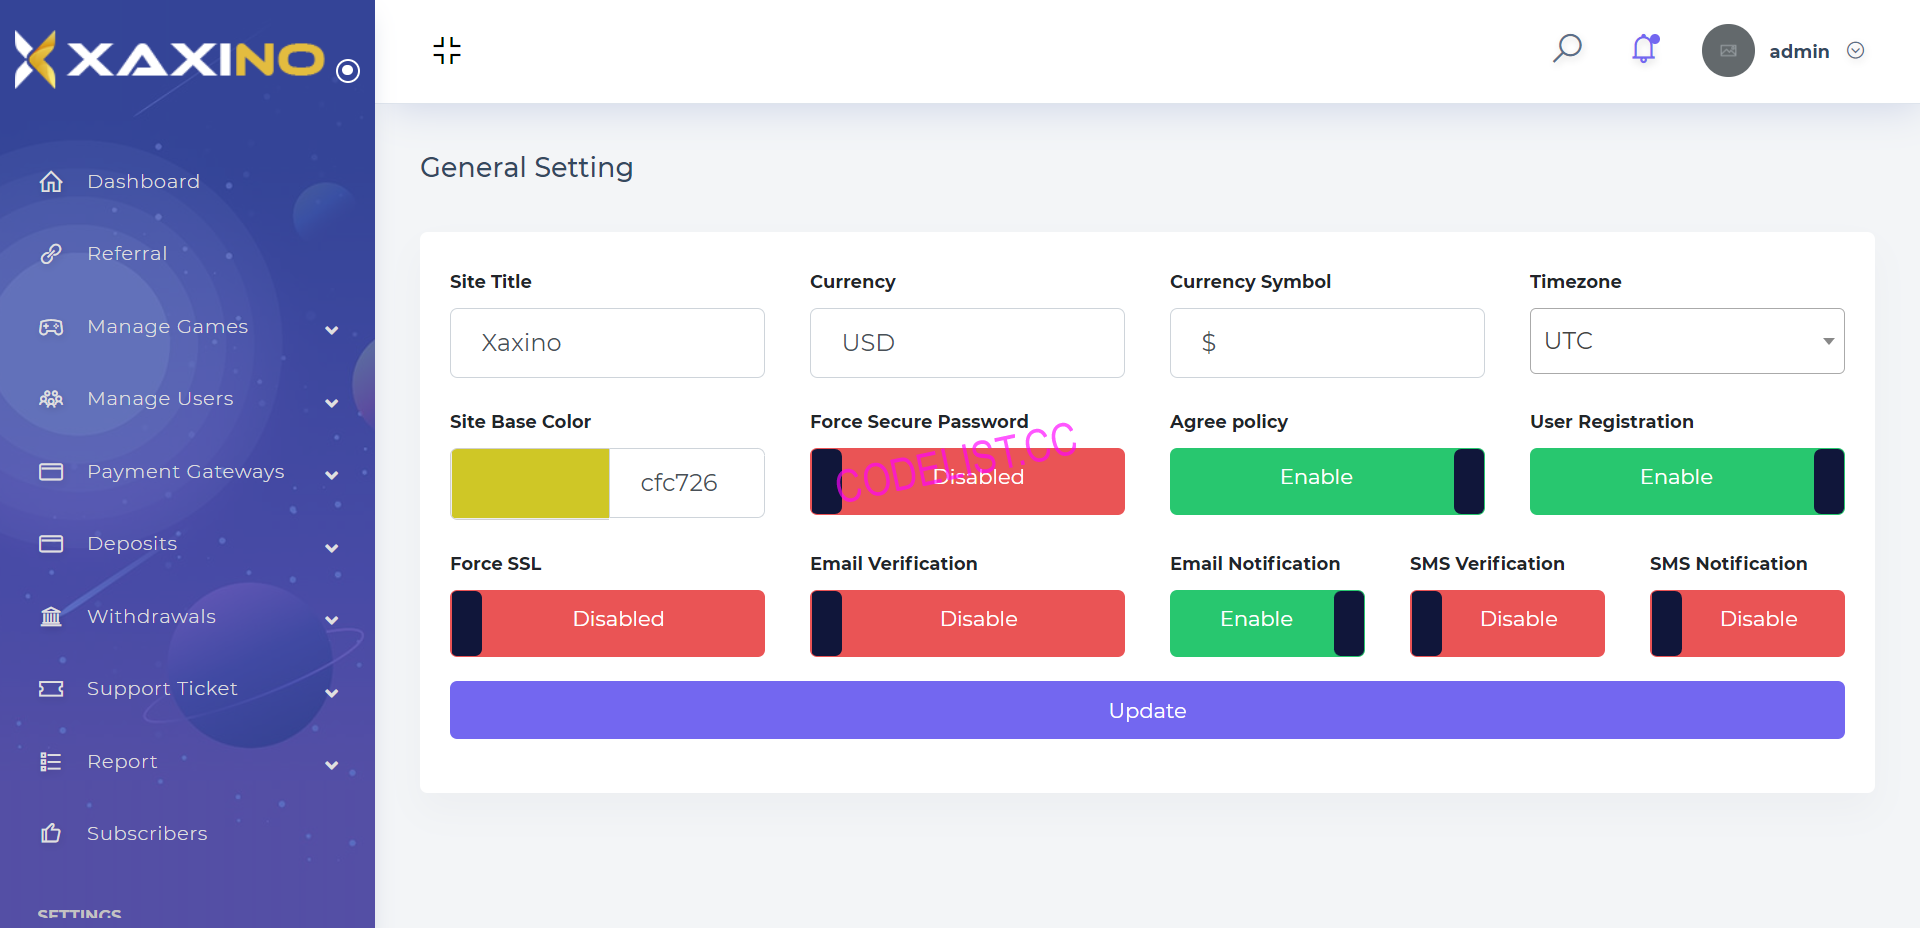 XAXINO
admin
Dashboard
Referral
Manage Games
Manage Users
Payment Gateways
Deposits
Withdrawals
Support Ticket
Report
Subscribers
SETTINGS
General Setting
Site Title
Currency
Currency Symbol
Timezone
Xaxino
USD
$
UTC
Site Base Color
Force Secure Password
Agree policy
User Registration
cfc726
Disabled
Enable
Enable
CODELIST.CC
Force SSL
Email Verification
Email Notification
SMS Verification
SMS Notification
Disabled
Disable
Enable
Disable
Disable
Update